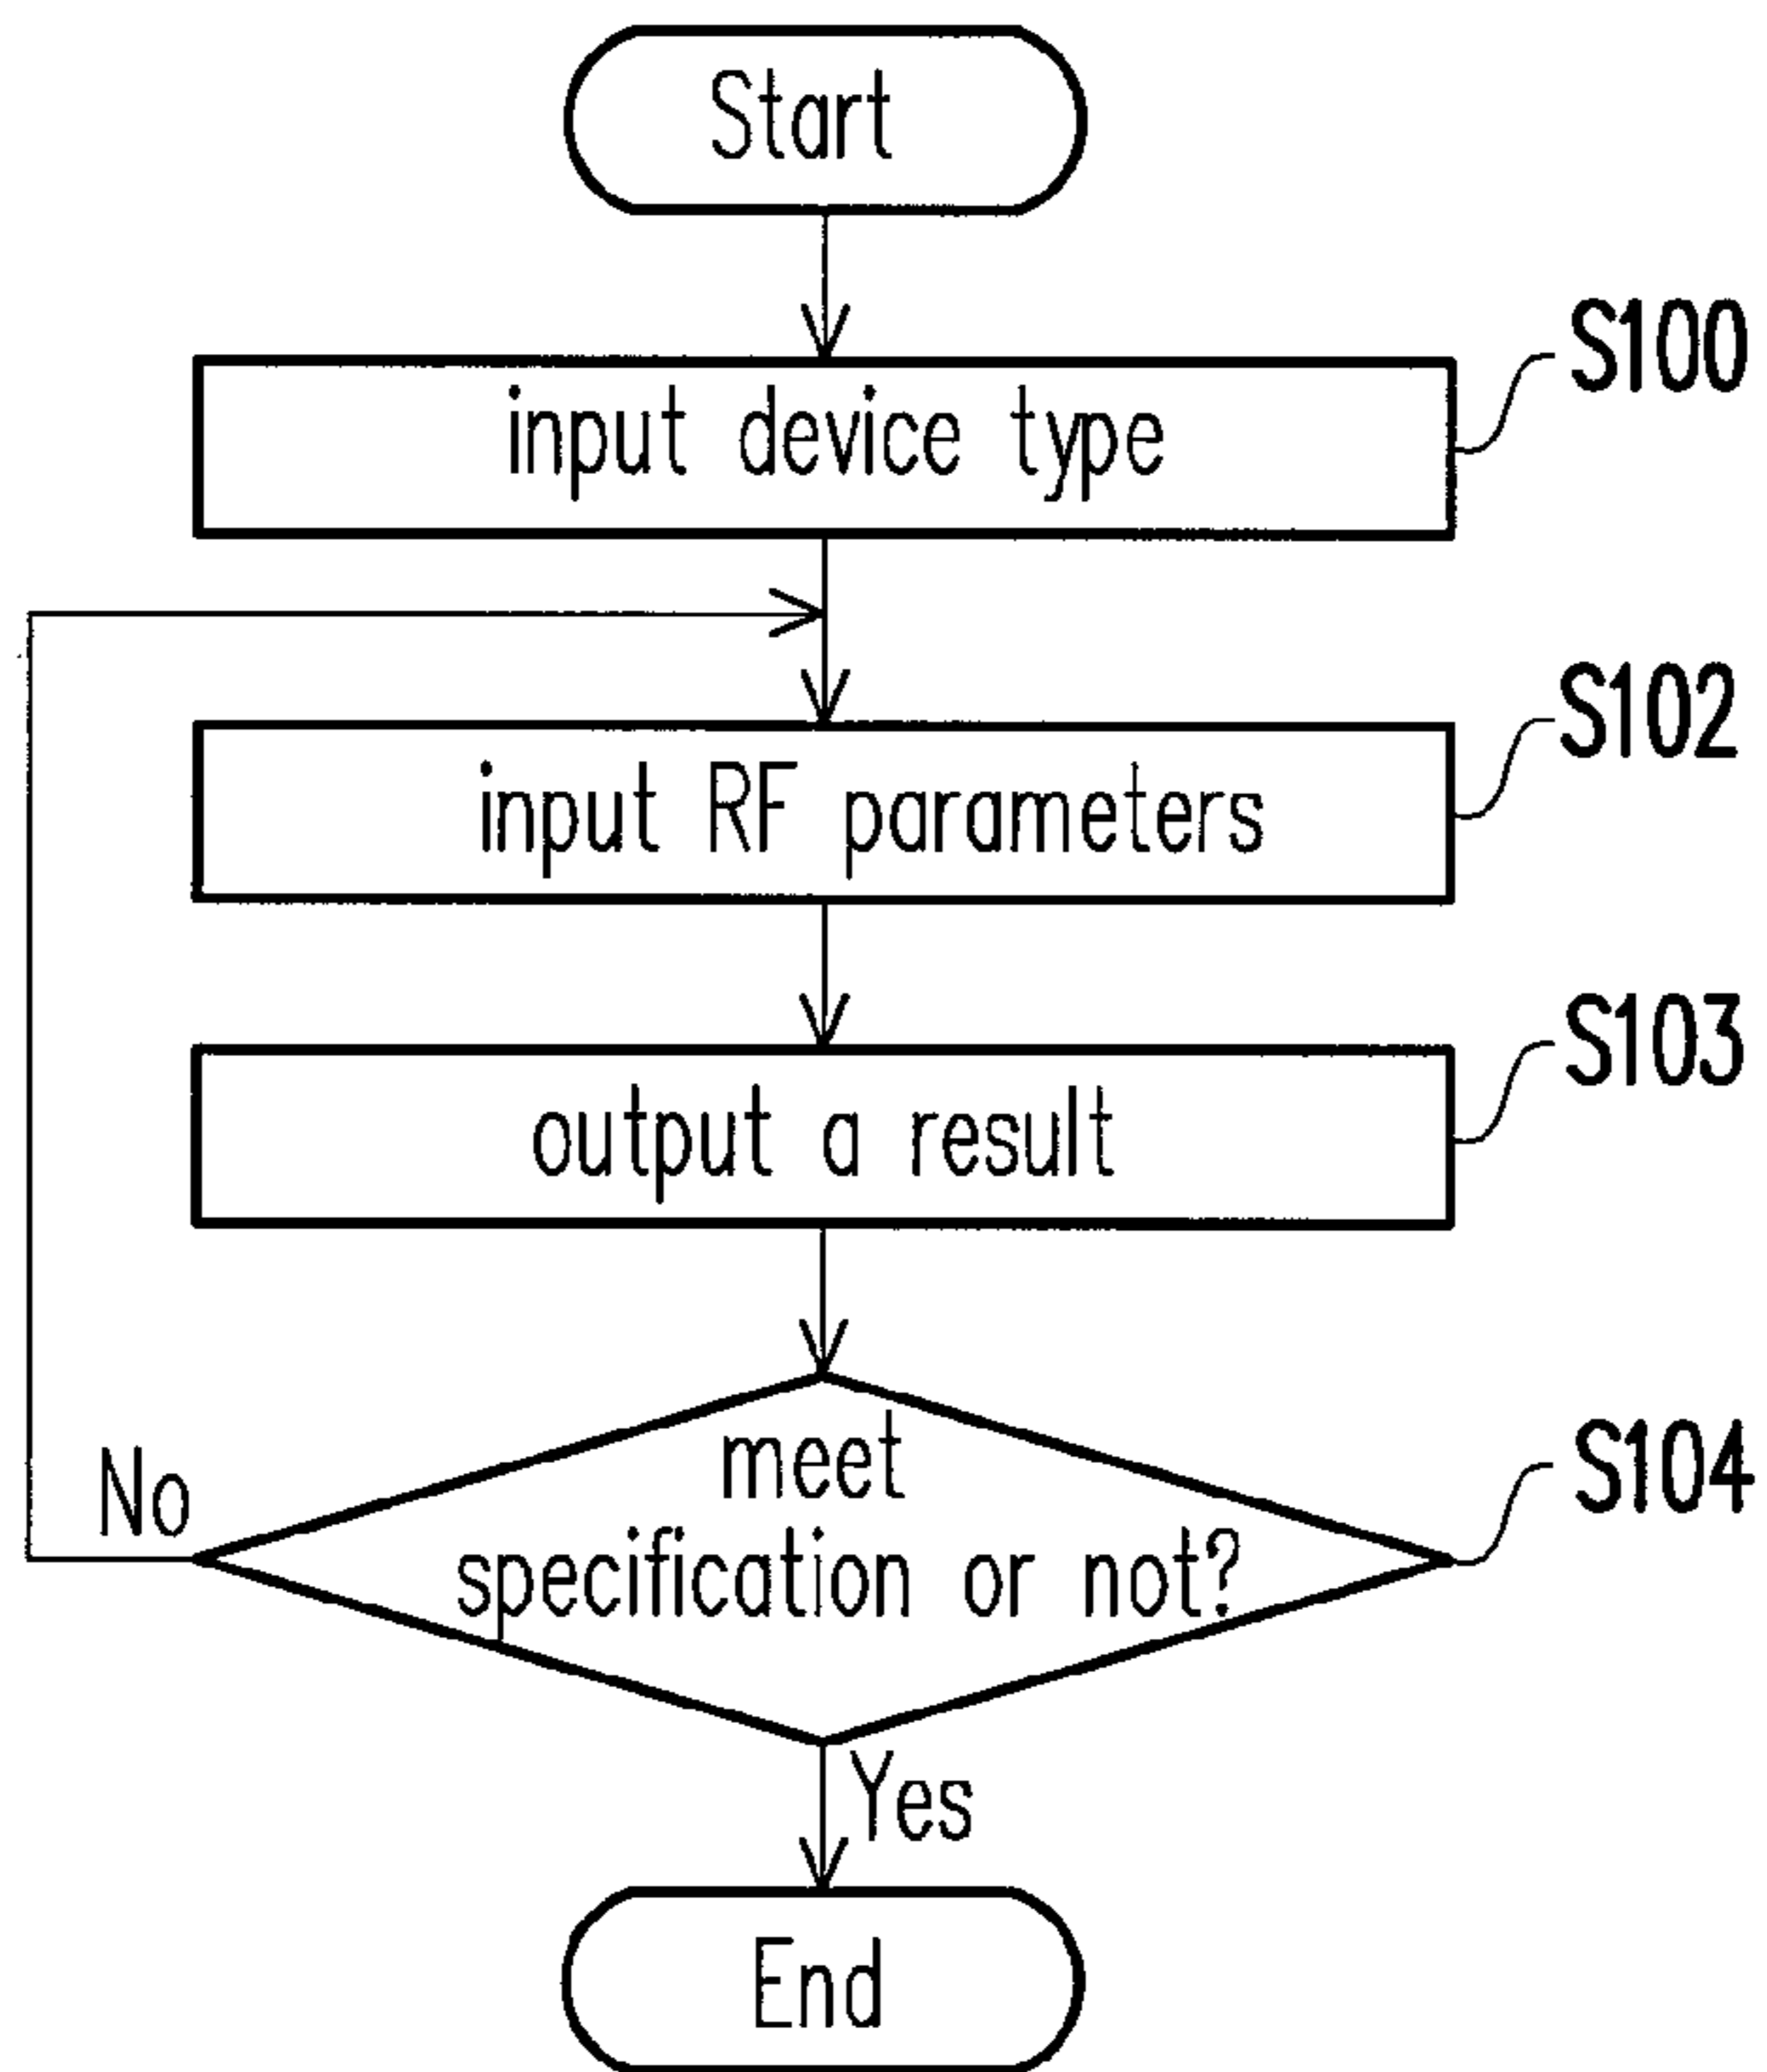 Start
input device type
S100
input RF parameters
S102
output a result
S103
meet
specification or not?
S104
No
Yes
End